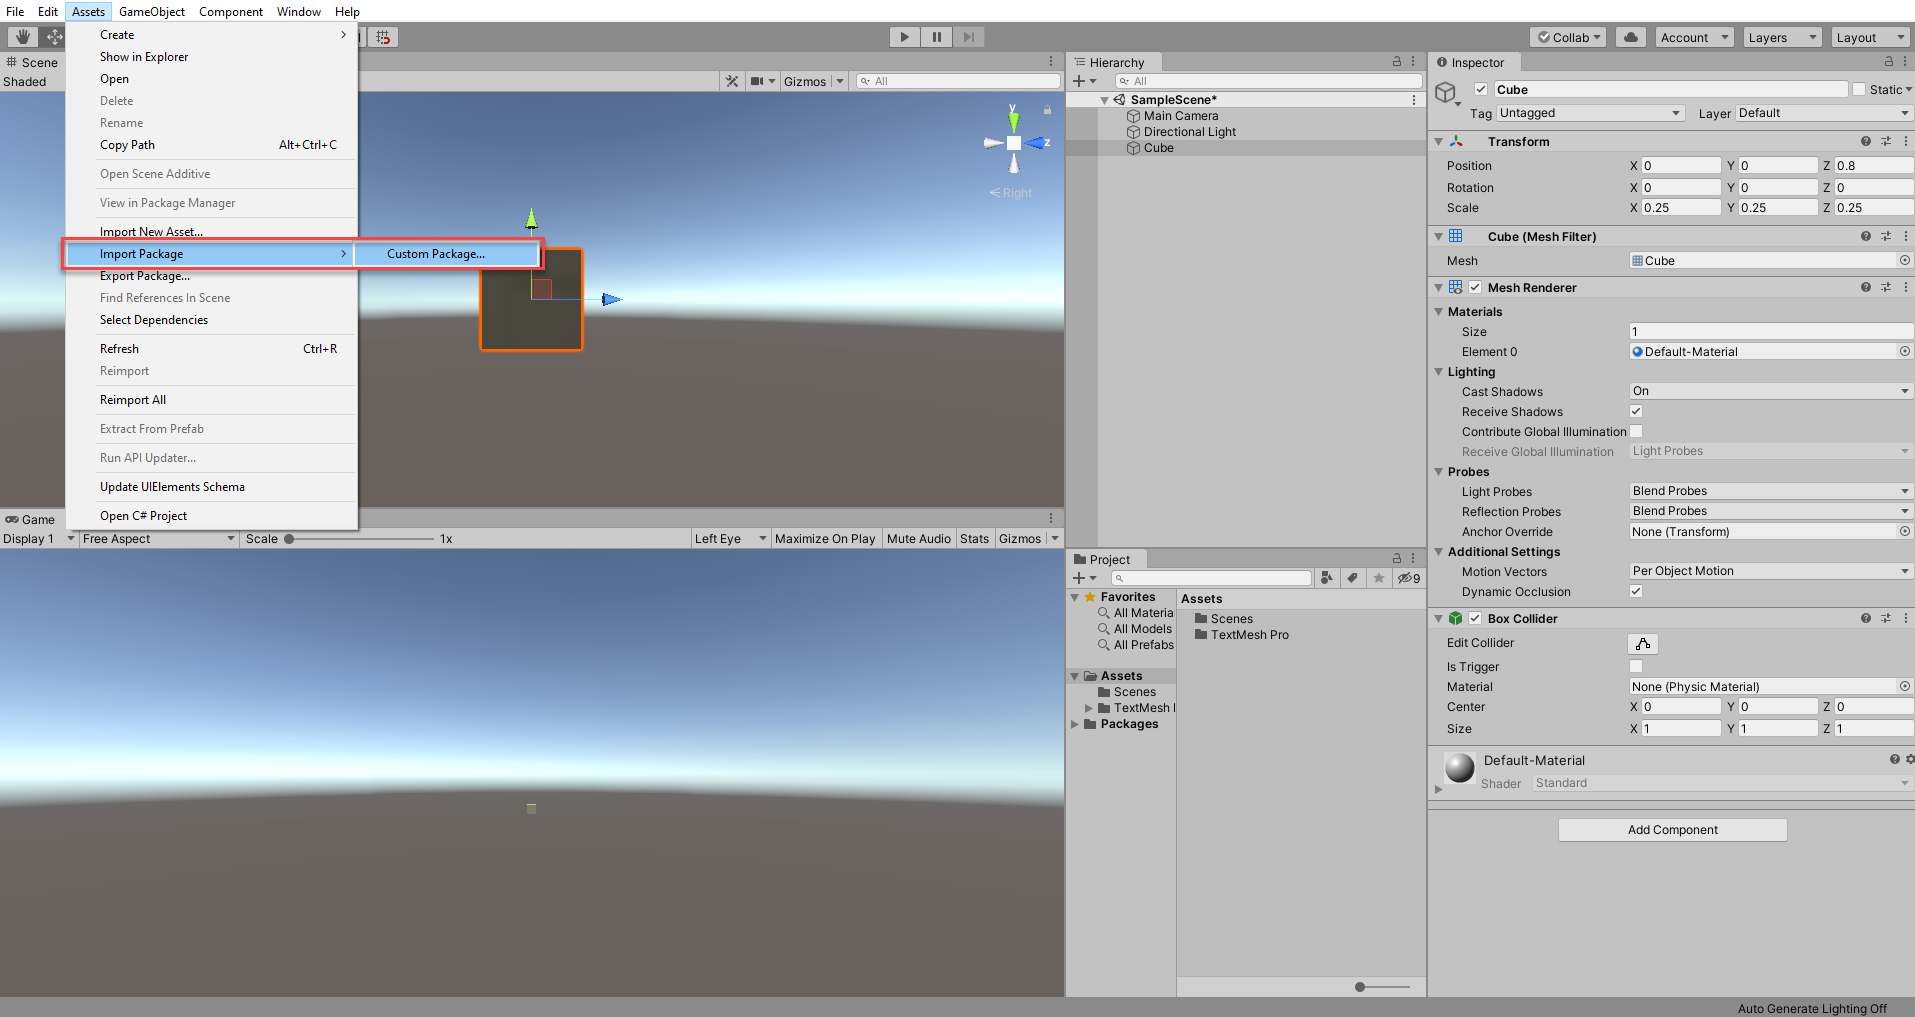 File Edit Assets GameObject Component Window Help
Create
Show in Explorer
Open
Delete
Rename
Copy Path Alt+Ctrl+C
Open Scene Additive
View in Package Manager
Import New Asset...
Import Package Custom Package...
Export Package...
Find References In Scene
Select Dependencies
Refresh Ctrl+R
Reimport
Reimport All
Extract From Prefab
Run API Updater...
Update UIElements Schema
Open C# Project
Collab Account Layers Layout
Scene
Shaded Gizmos All
y
z
Right
Game
Display 1 Free Aspect Scale 1x Left Eye Maximize On Play Mute Audio Stats Gizmos
Hierarchy
All
SampleScene*
Main Camera
Directional Light
Cube
Project
9
Favorites
All Materia
All Models
All Prefabs
Assets
Scenes
TextMesh
Packages
Assets
Scenes
TextMesh Pro
Inspector
Cube Static
Tag Untagged Layer Default
Transform
Position X 0 Y 0 Z 0.8
Rotation X 0 Y 0 Z 0
Scale X 0.25 Y 0.25 Z 0.25
Cube (Mesh Filter)
Mesh Cube
Mesh Renderer
Materials
Size 1
Element 0 Default-Material
Lighting
Cast Shadows On
Receive Shadows
Contribute Global Illumination
Receive Global Illumination Light Probes
Probes
Light Probes Blend Probes
Reflection Probes Blend Probes
Anchor Override None (Transform)
Additional Settings
Motion Vectors Per Object Motion
Dynamic Occlusion
Box Collider
Edit Collider
Is Trigger
Material None (Physic Material)
Center X 0 Y 0 Z 0
Size X 1 Y 1 Z 1
Default-Material
Shader Standard
Add Component
Auto Generate Lighting Off